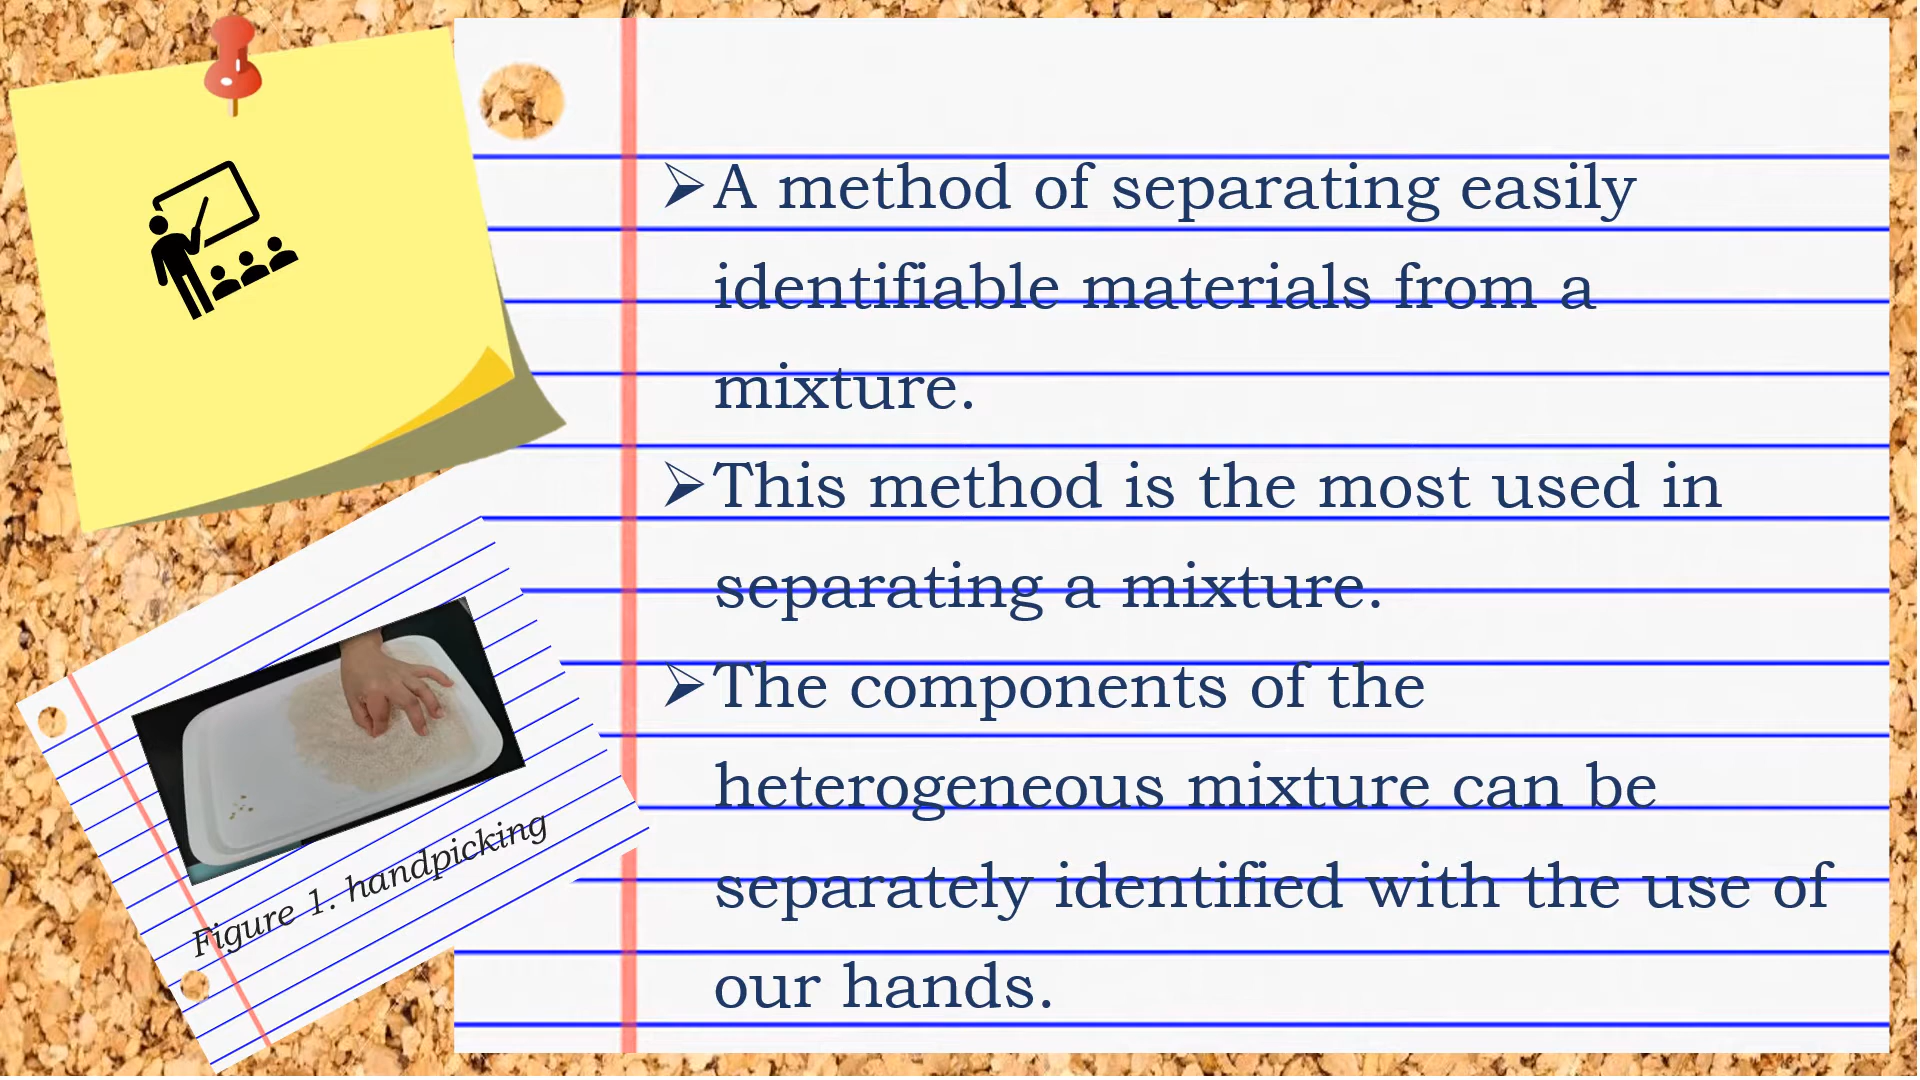 ➢A method of separating easily
identifiable materials from a
mixture.
➢This method is the most used in
separating a mixture.
➢The components of the
heterogeneous mixture can be
separately identified with the use of
our hands.
Figure 1. handpicking